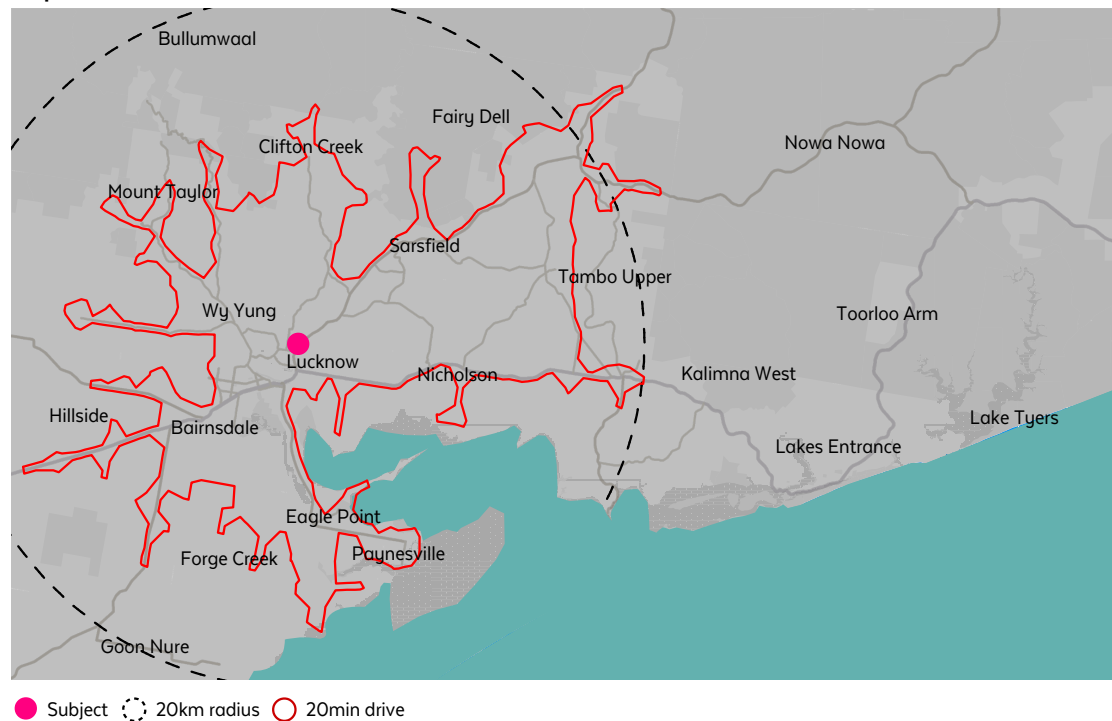 Bullumwaal
Fairy Dell
Clifton Creek
Nowa Nowa
Mount Taylor
Sarsfield
Tambo Upper
Wy Yung
Toorloo Arm
Lucknow
Nicholson
Kalimna West
Hillside
Bairnsdale
Lake Tyers
Lakes Entrance
Eagle Point
Forge Creek
Paynesville
Goon Nure
Subject 20km radius 20min drive